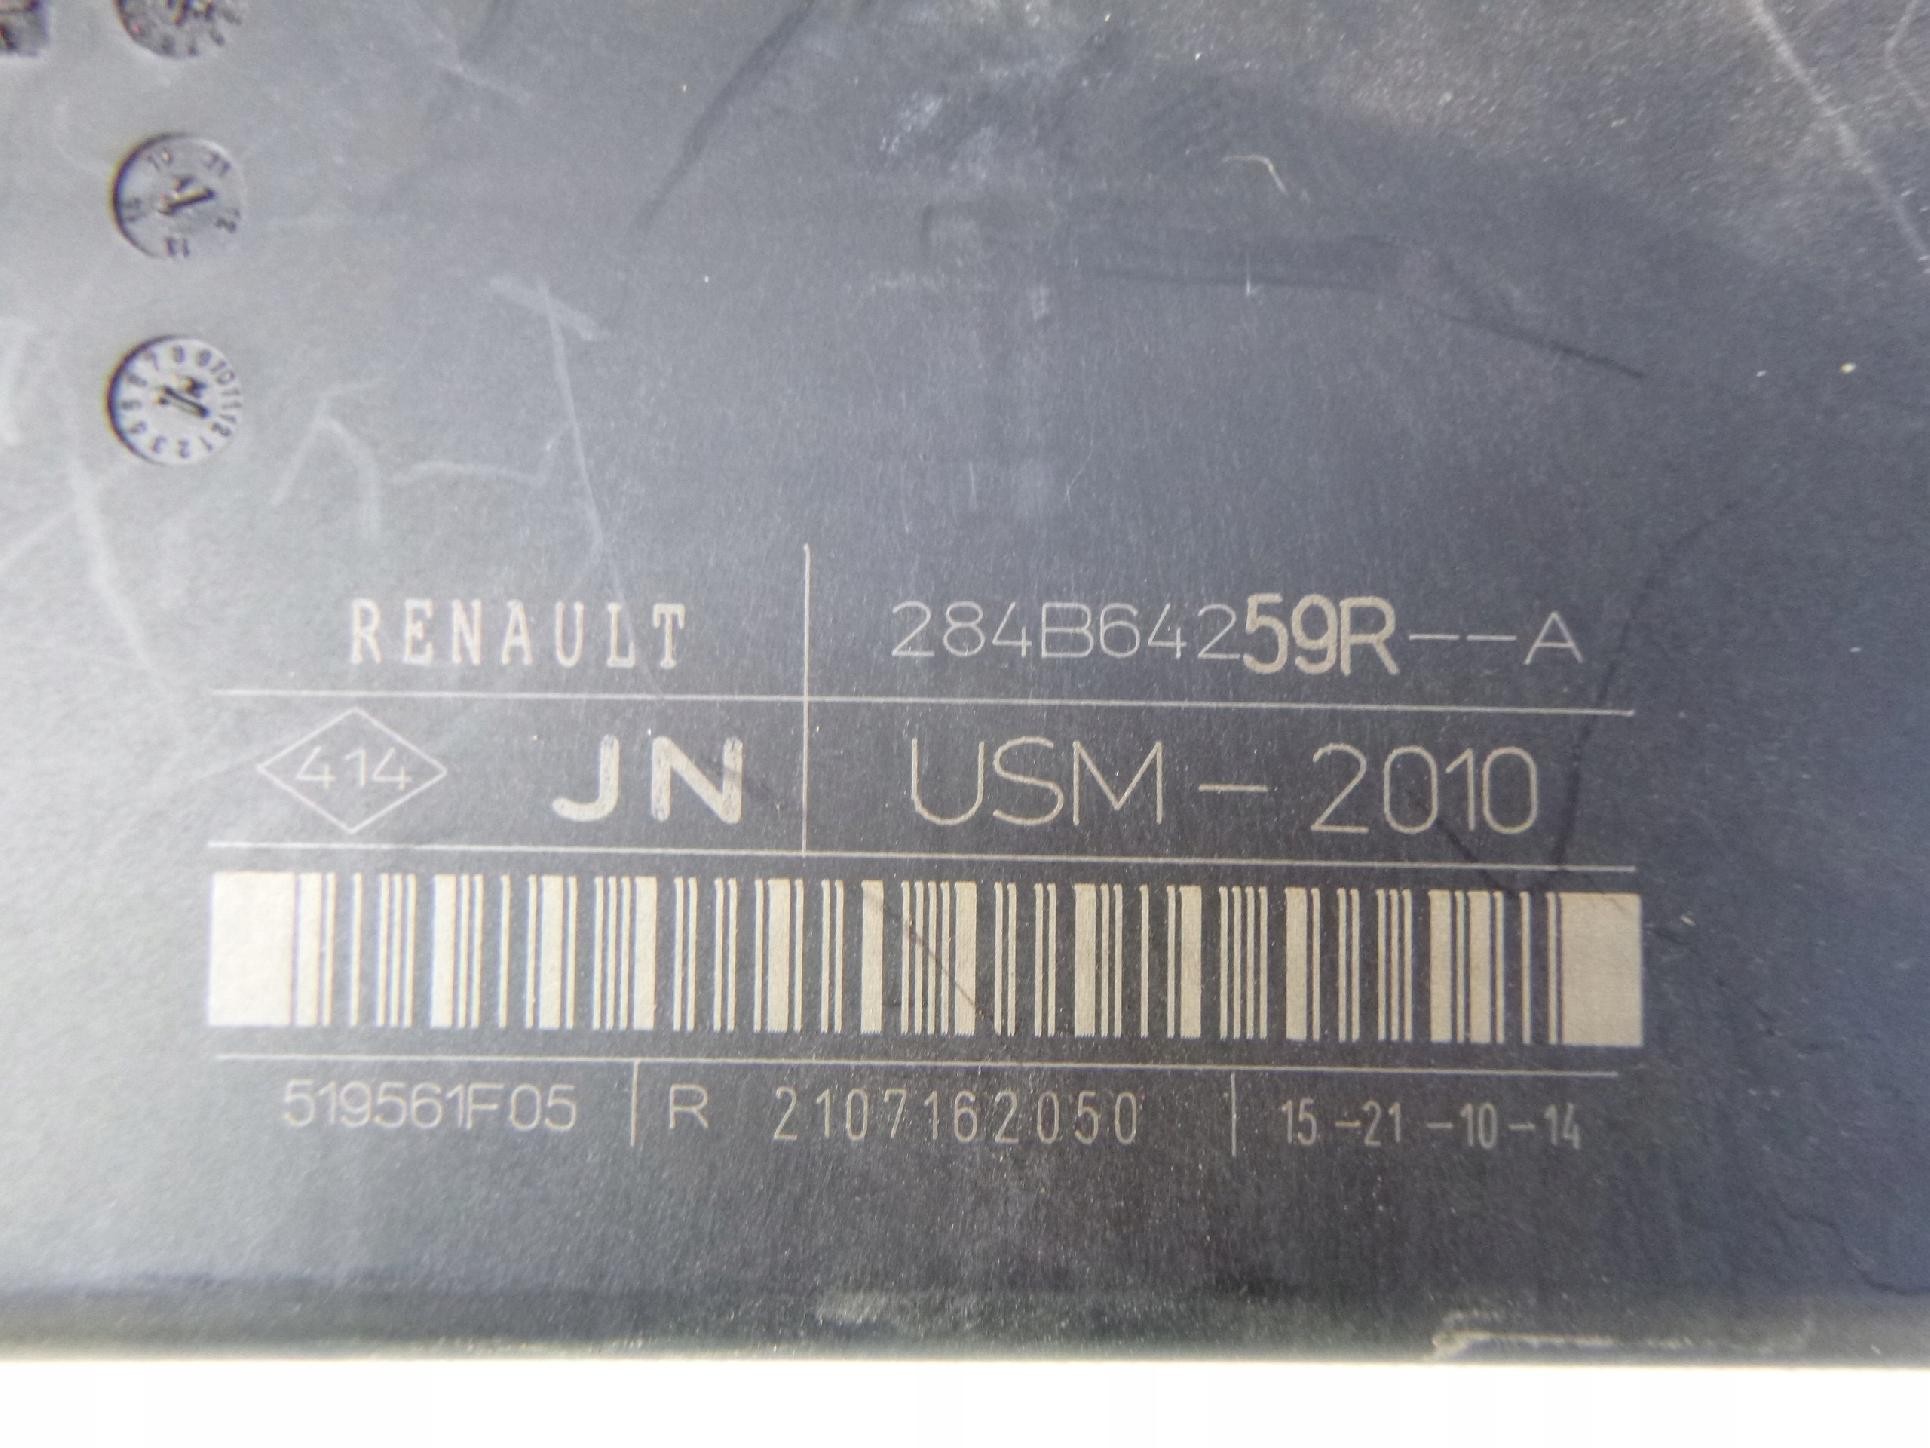 RENAULT 284B64259R--A
414 JN USM-2010
519561F05 R 2107162050 15-21-10-14